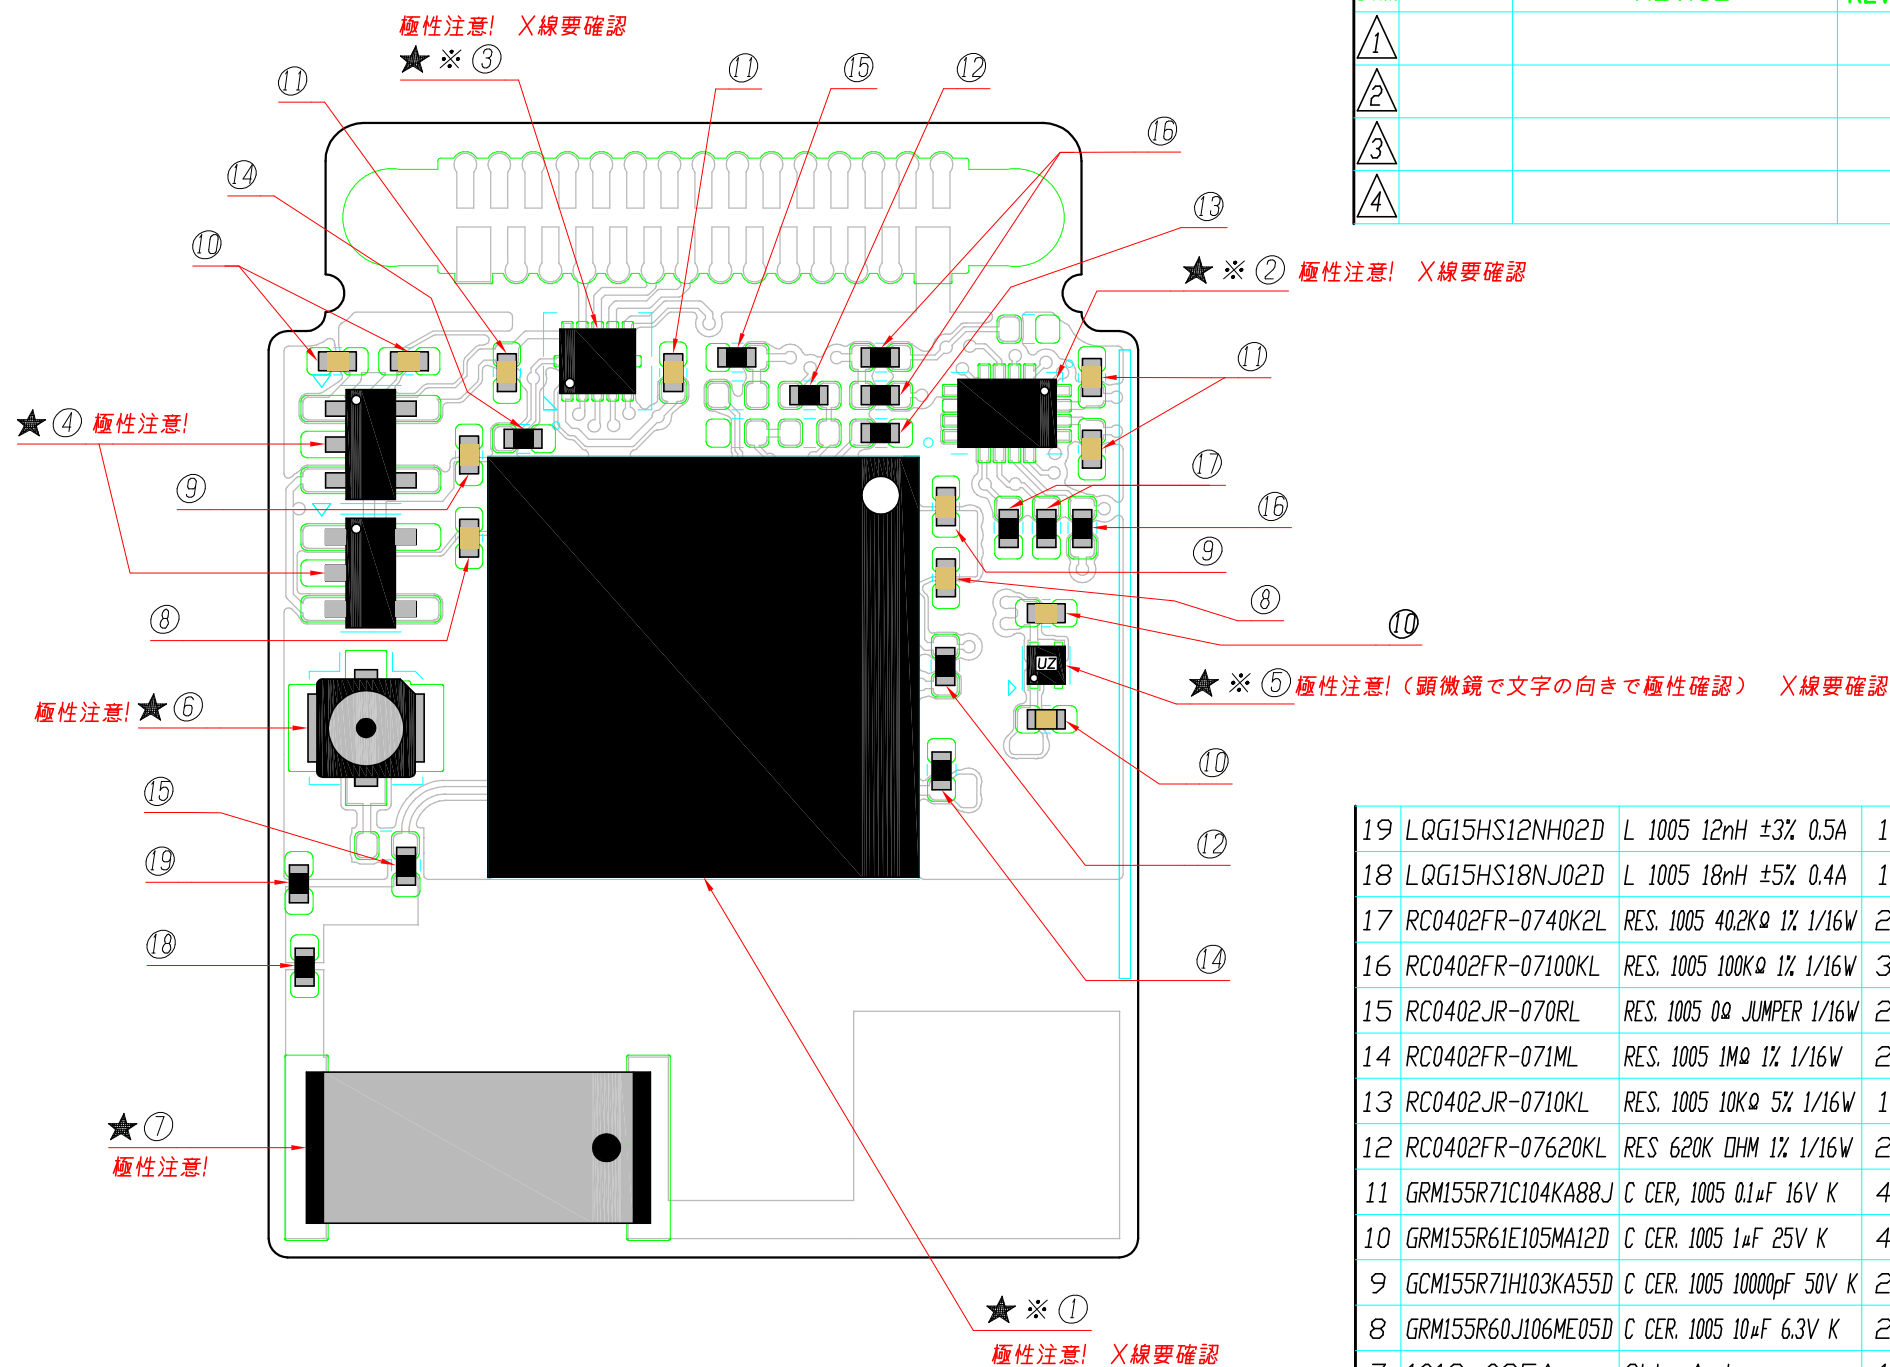 極性注意! X線要確認
★ ※ ③
⑪
⑪
⑮
⑫
⑯
⑭
⑬
⑩
★ ※ ② 極性注意! X線要確認
⑪
★ ④ 極性注意!
⑨
⑰
⑯
⑨
⑧
⑧
⑩
UZ
★ ※ ⑤ 極性注意! (顕微鏡で文字の向きで極性確認) X線要確認
極性注意! ★ ⑥
⑩
⑮
⑫
⑲
⑱
⑭
★ ⑦
極性注意!
★ ※ ①
極性注意! X線要確認
1
2
3
4
19 LQG15HS12NH02D L 1005 12nH ±3% 0.5A 1
18 LQG15HS18NJ02D L 1005 18nH ±5% 0.4A 1
17 RC0402FR-0740K2L RES. 1005 40.2KΩ 1% 1/16W 2
16 RC0402FR-07100KL RES. 1005 100KΩ 1% 1/16W 3
15 RC0402JR-070RL RES. 1005 0Ω JUMPER 1/16W 2
14 RC0402FR-071ML RES. 1005 1MΩ 1% 1/16W 2
13 RC0402JR-0710KL RES. 1005 10KΩ 5% 1/16W 1
12 RC0402FR-07620KL RES 620K OHM 1% 1/16W 2
11 GRM155R71C104KA88J C CER, 1005 0.1μF 16V K 4
10 GRM155R61E105MA12D C CER. 1005 1μF 25V K 4
9 GCM155R71H103KA55D C CER. 1005 10000pF 50V K 2
8 GRM155R60J106ME05D C CER. 1005 10μF 6.3V K 2